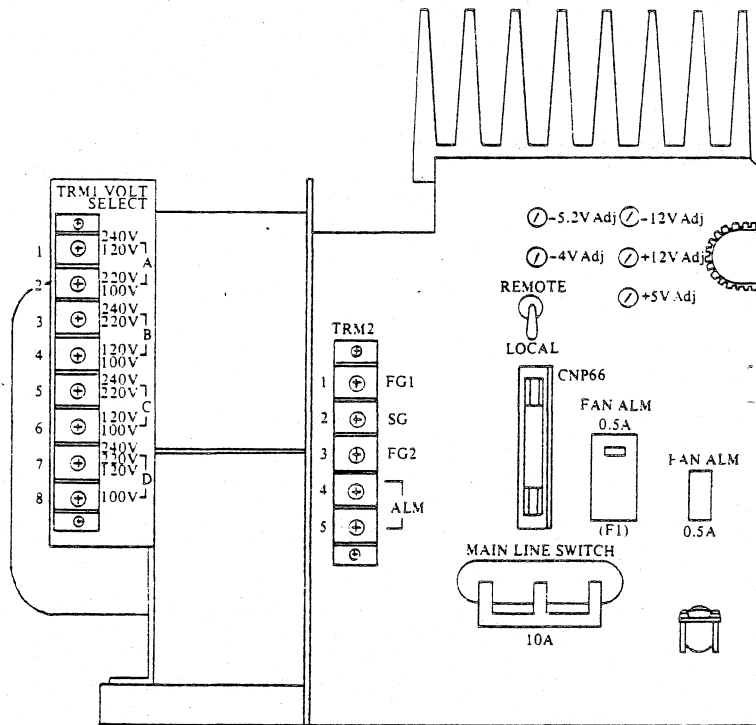 TRM1 VOLT
SELECT
240V
1 120V
A
220V
2 100V
240V
3 220V
B
120V
4 100V
240V
5 220V
C
120V
6 100V
240V
220V
7 120V
D
8 100V
TRM2
1 FG1
2 SG
3 FG2
4
ALM
5
-5.2V Adj -12V Adj
-4V Adj +12V Adj
+5V Adj
REMOTE
LOCAL
CNP66
FAN ALM
0.5A
(F1)
FAN ALM
0.5A
MAIN LINE SWITCH
10A